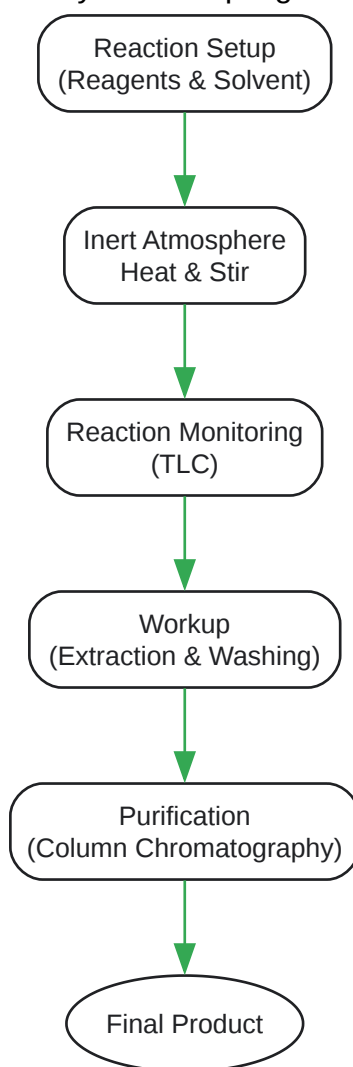 Reaction Setup
(Reagents & Solvent)
Inert Atmosphere
Heat & Stir
Reaction Monitoring
(TLC)
Workup
(Extraction & Washing)
Purification
(Column Chromatography)
Final Product